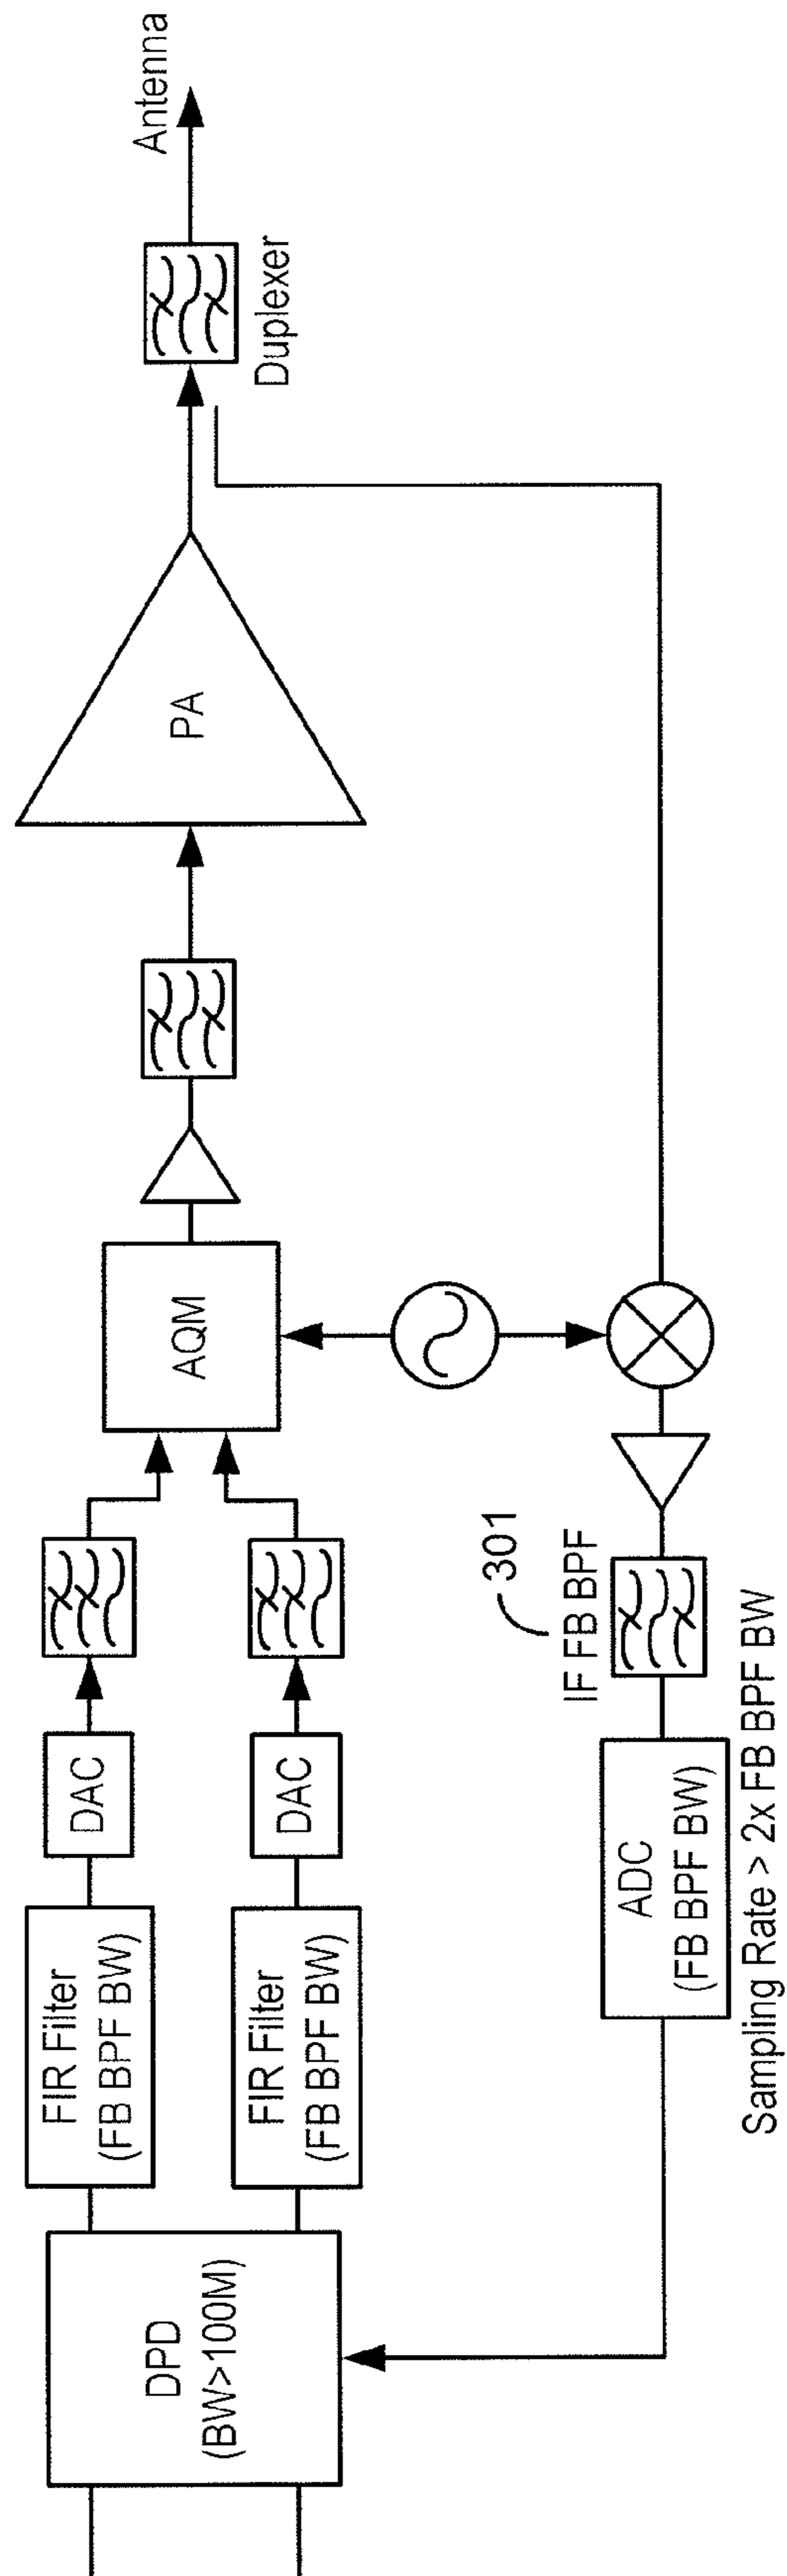 DPD
(BW>100M)
FIR Filter
(FB BPF BW)
FIR Filter
(FB BPF BW)
DAC
DAC
AQM
PA
Duplexer
Antenna
301
IF FB BPF
ADC
(FB BPF BW)
Sampling Rate > 2x FB BPF BW